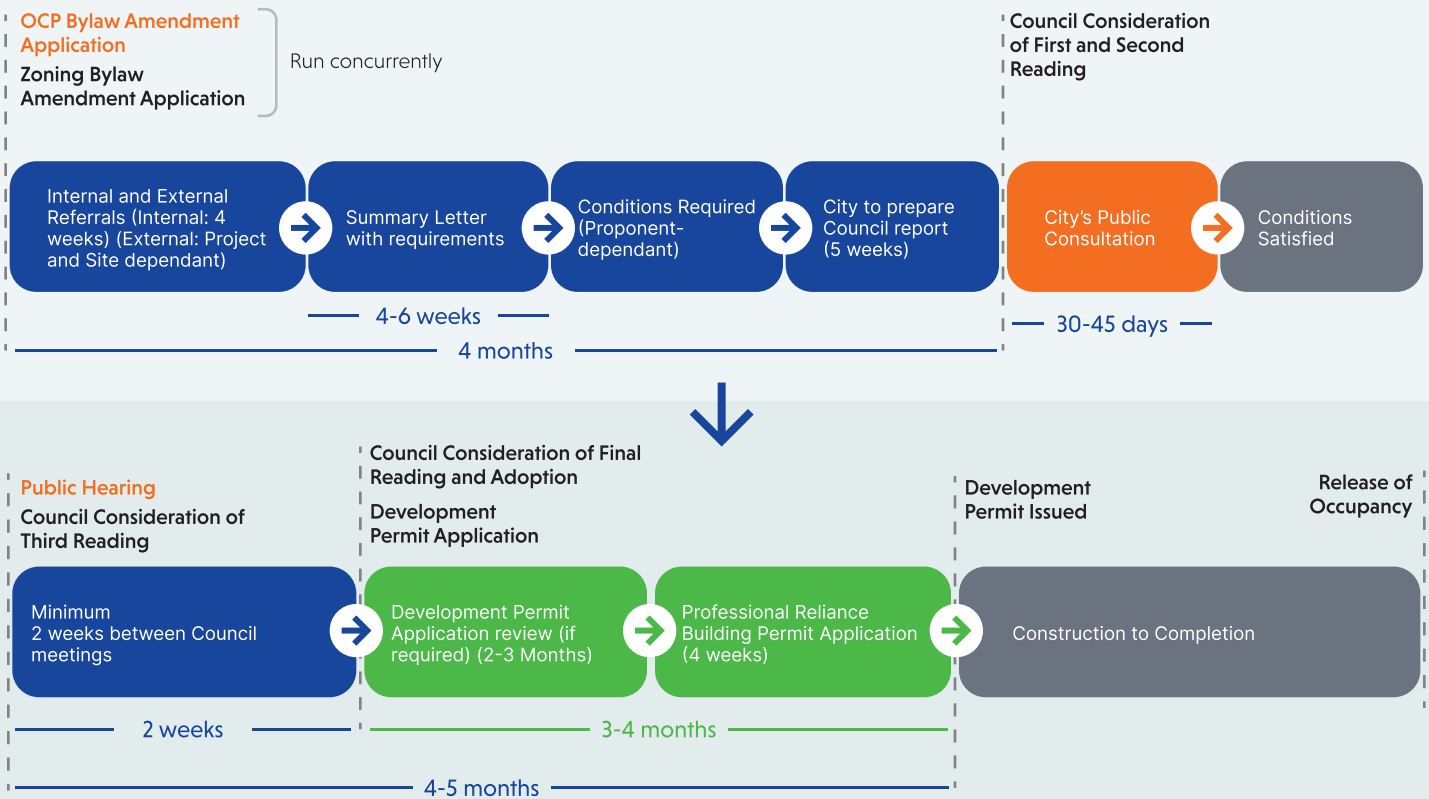 OCP Bylaw Amendment
Application
Zoning Bylaw
Amendment Application
Run concurrently
Council Consideration
of First and Second
Reading
Internal and External
Referrals (Internal: 4
weeks) (External: Project
and Site dependant)
Summary Letter
with requirements
Conditions Required
(Proponent-
dependant)
City to prepare
Council report
(5 weeks)
City’s Public
Consultation
Conditions
Satisfied
4-6 weeks
30-45 days
4 months
Public Hearing
Council Consideration of
Third Reading
Council Consideration of Final
Reading and Adoption
Development
Permit Application
Development
Permit Issued
Release of
Occupancy
Minimum
2 weeks between Council
meetings
Development Permit
Application review (if
required) (2-3 Months)
Professional Reliance
Building Permit Application
(4 weeks)
Construction to Completion
2 weeks
3-4 months
4-5 months